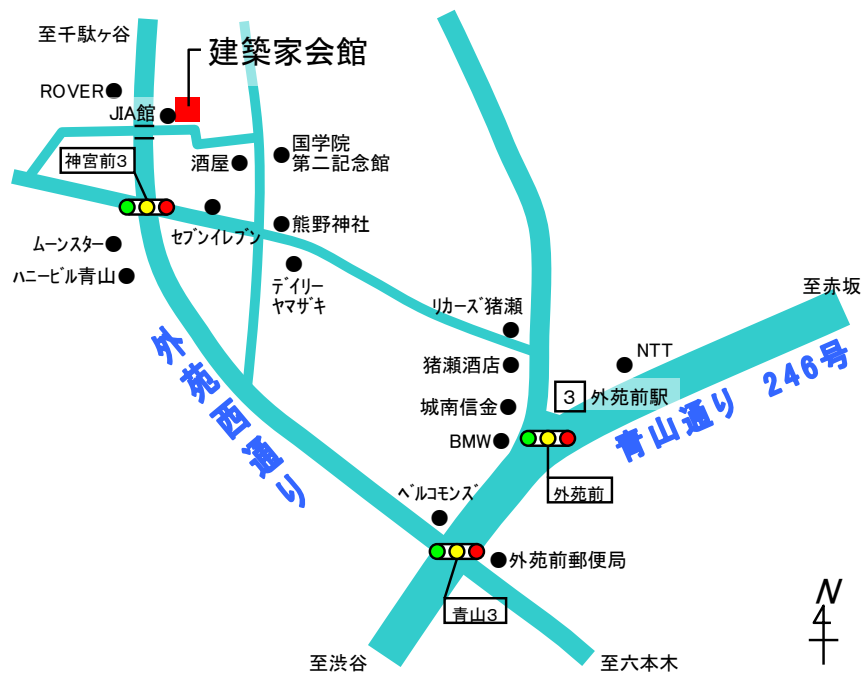 至千駄ヶ谷
建築家会館
ROVER
JIA館
国学院
第二記念館
酒屋
神宮前3
熊野神社
セブンイレブン
ムーンスター
ハニービル青山
デイリー
ヤマザキ
至赤坂
リカーズ猪瀬
NTT
猪瀬酒店
3
外苑前駅
城南信金
BMW
外苑西通り
青山通り 246号
外苑前
ベルコモンズ
外苑前郵便局
青山3
N
至渋谷
至六本木